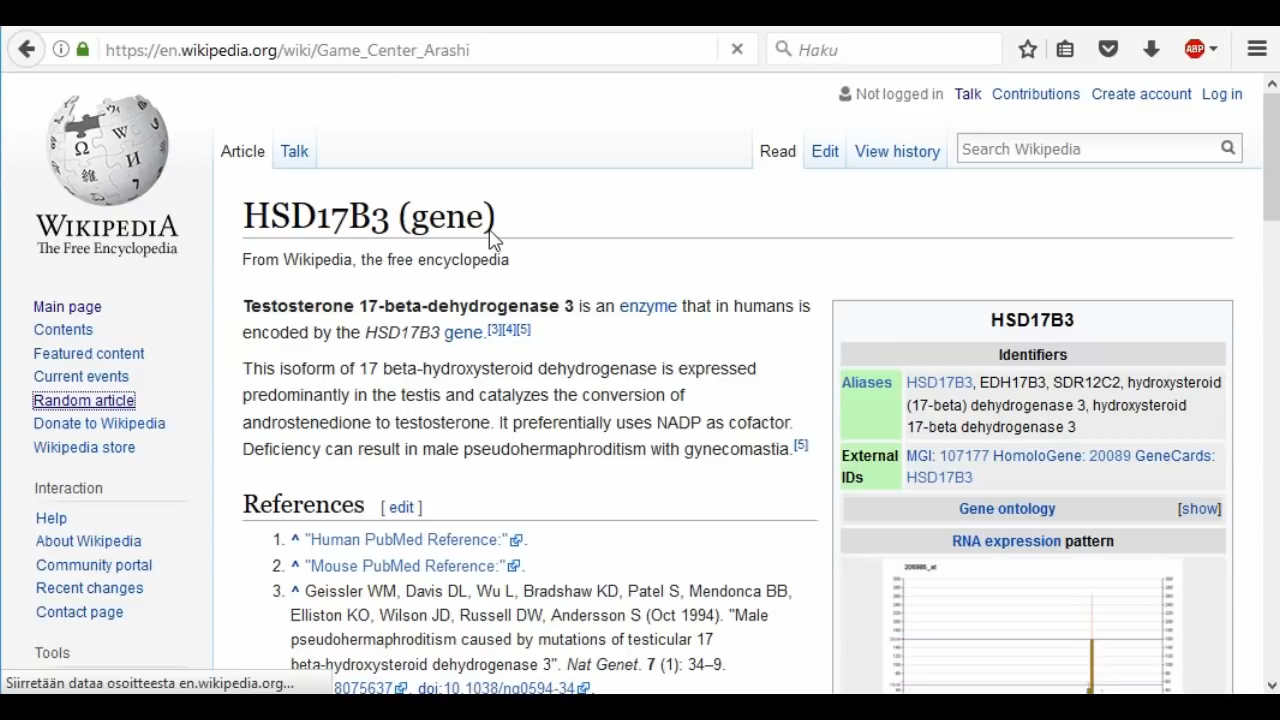 https://en.wikipedia.org/wiki/Game_Center_Arashi
Haku
ABP
Not logged in Talk Contributions Create account Log in
Article Talk
Read Edit View history
Search Wikipedia
WIKIPEDIA
The Free Encyclopedia
Main page
Contents
Featured content
Current events
Random article
Donate to Wikipedia
Wikipedia store
Interaction
Help
About Wikipedia
Community portal
Recent changes
Contact page
Tools
Siirretään dataa osoitteesta en.wikipedia.org...
HSD17B3 (gene)
From Wikipedia, the free encyclopedia
Testosterone 17-beta-dehydrogenase 3 is an enzyme that in humans is
encoded by the HSD17B3 gene.[3][4][5]
This isoform of 17 beta-hydroxysteroid dehydrogenase is expressed
predominantly in the testis and catalyzes the conversion of
androstenedione to testosterone. It preferentially uses NADP as cofactor.
Deficiency can result in male pseudohermaphroditism with gynecomastia.[5]
References [ edit ]
1. ^ "Human PubMed Reference:".
2. ^ "Mouse PubMed Reference:".
3. ^ Geissler WM, Davis DL, Wu L, Bradshaw KD, Patel S, Mendonca BB,
Elliston KO, Wilson JD, Russell DW, Andersson S (Oct 1994). "Male
pseudohermaphroditism caused by mutations of testicular 17
beta-hydroxysteroid dehydrogenase 3". Nat Genet. 7 (1): 34–9.
8075637. doi:10.1038/ng0594-34.
HSD17B3
Identifiers
Aliases HSD17B3, EDH17B3, SDR12C2, hydroxysteroid
(17-beta) dehydrogenase 3, hydroxysteroid
17-beta dehydrogenase 3
External MGI: 107177 HomoloGene: 20089 GeneCards:
IDs HSD17B3
Gene ontology [show]
RNA expression pattern